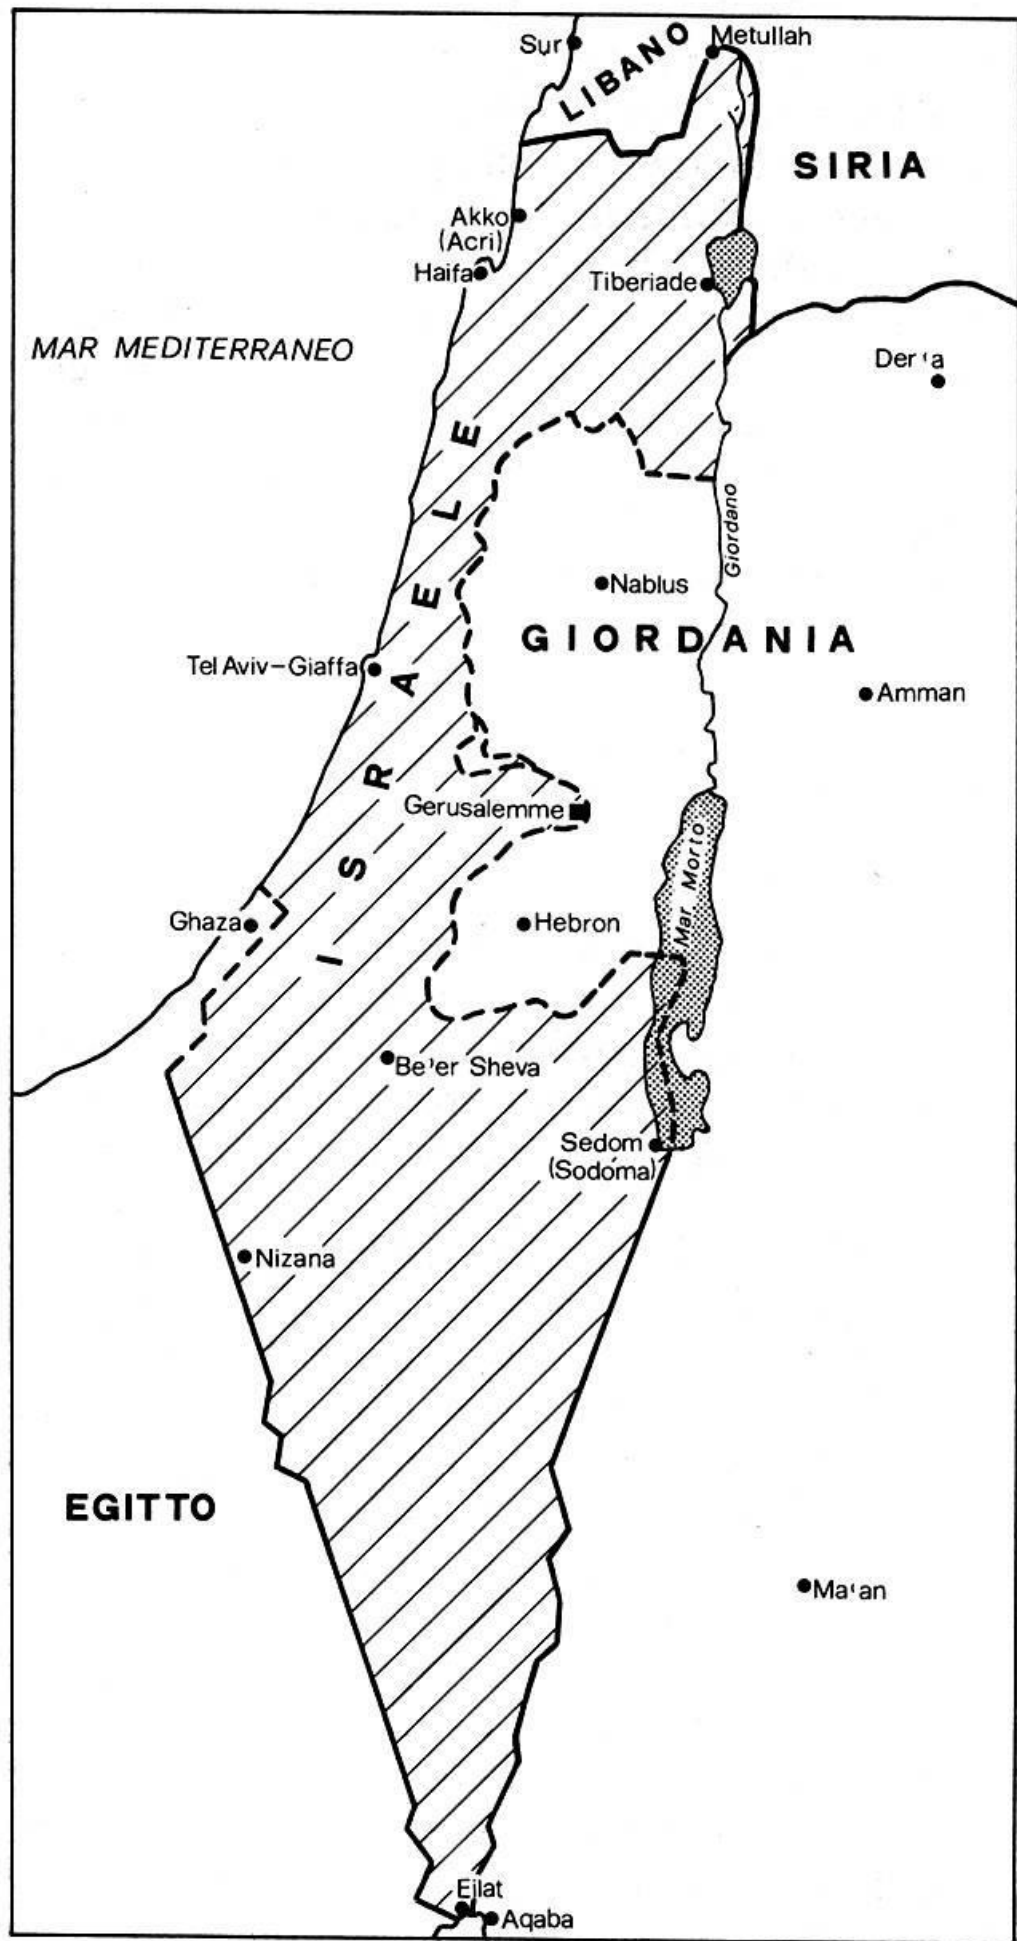 Sur
Metullah
LIBANO
SIRIA
Akko
(Acri)
Haifa
Tiberiade
MAR MEDITERRANEO
Der‘a
ISRAELE
Giordano
Nablus
GIORDANIA
Tel Aviv–Giaffa
Amman
Gerusalemme
Mar Morto
Ghaza
Hebron
Be’er Sheva
Sedom
(Sodoma)
Nizana
EGITTO
Ma‘an
Eilat
Aqaba